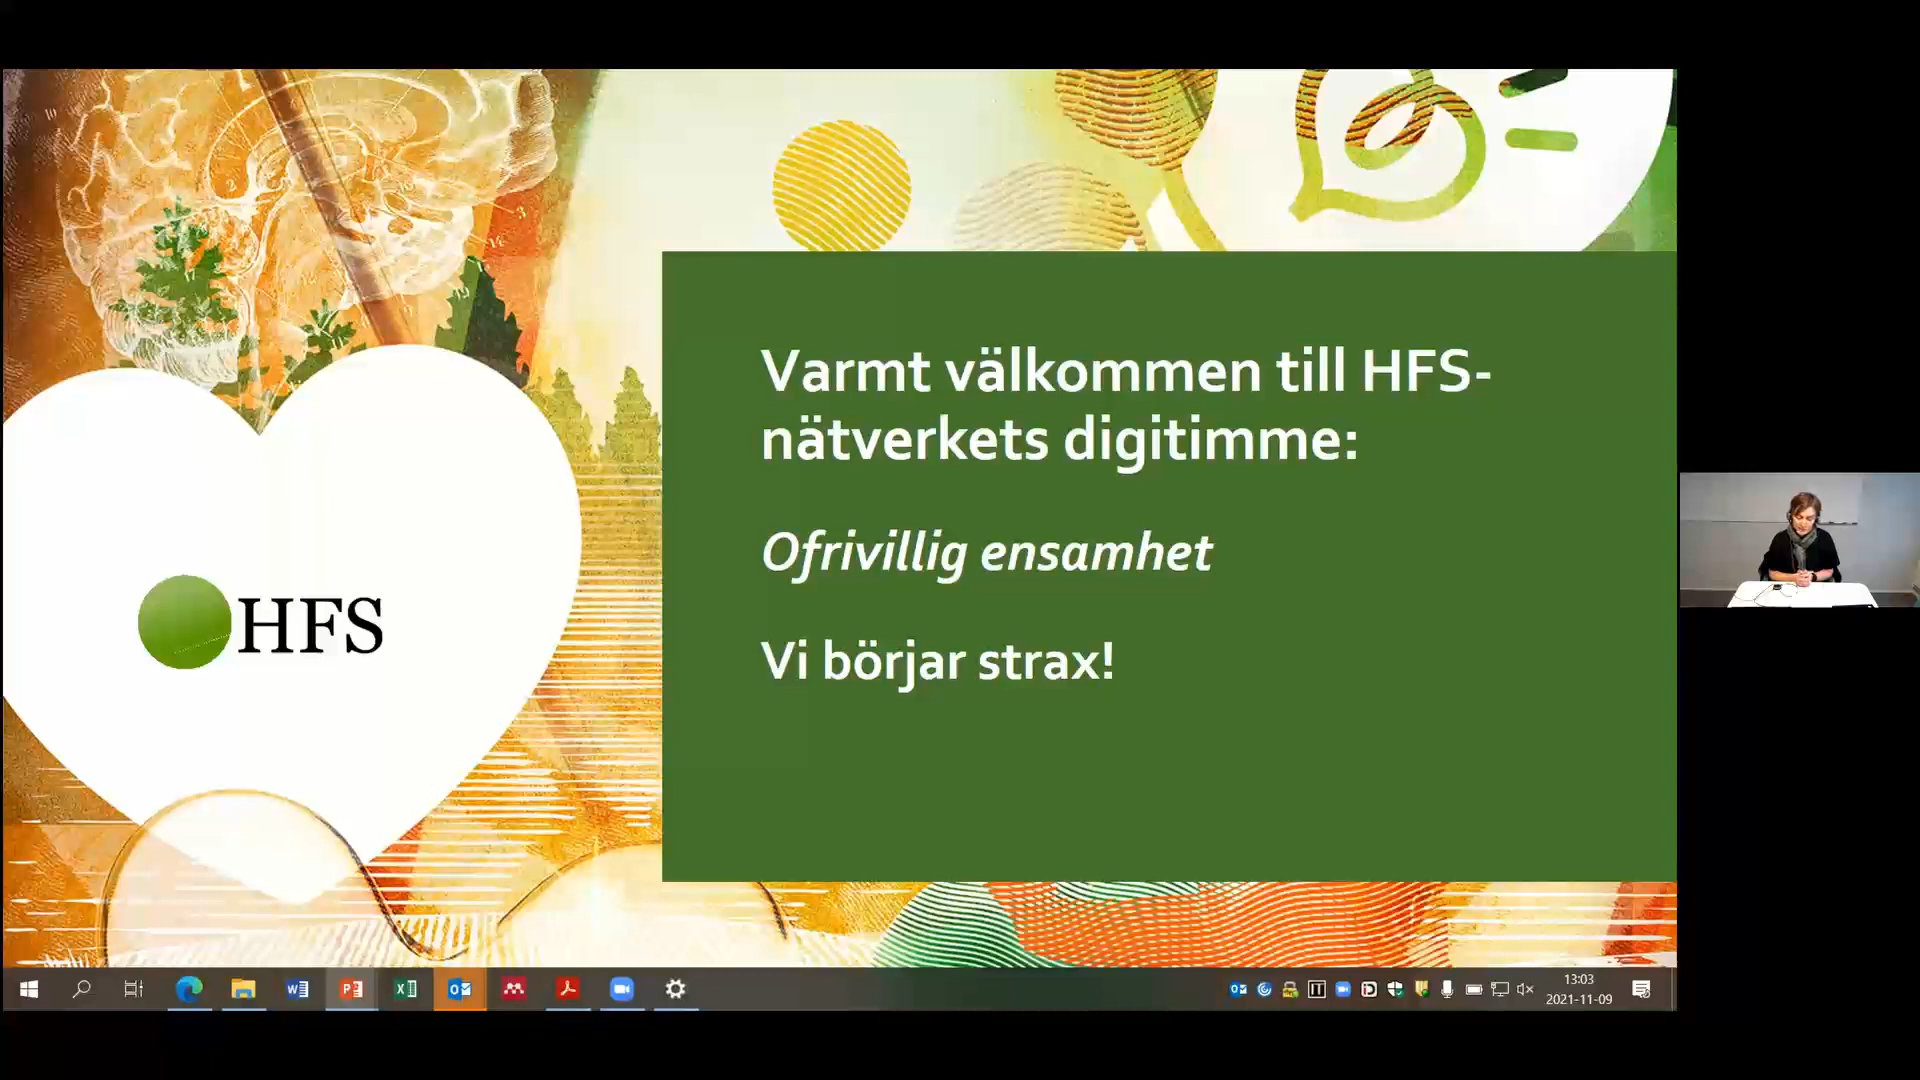 Varmt välkommen till HFS-
nätverkets digitimme:
Ofrivillig ensamhet
Vi börjar strax!
HFS
13:03
2021-11-09